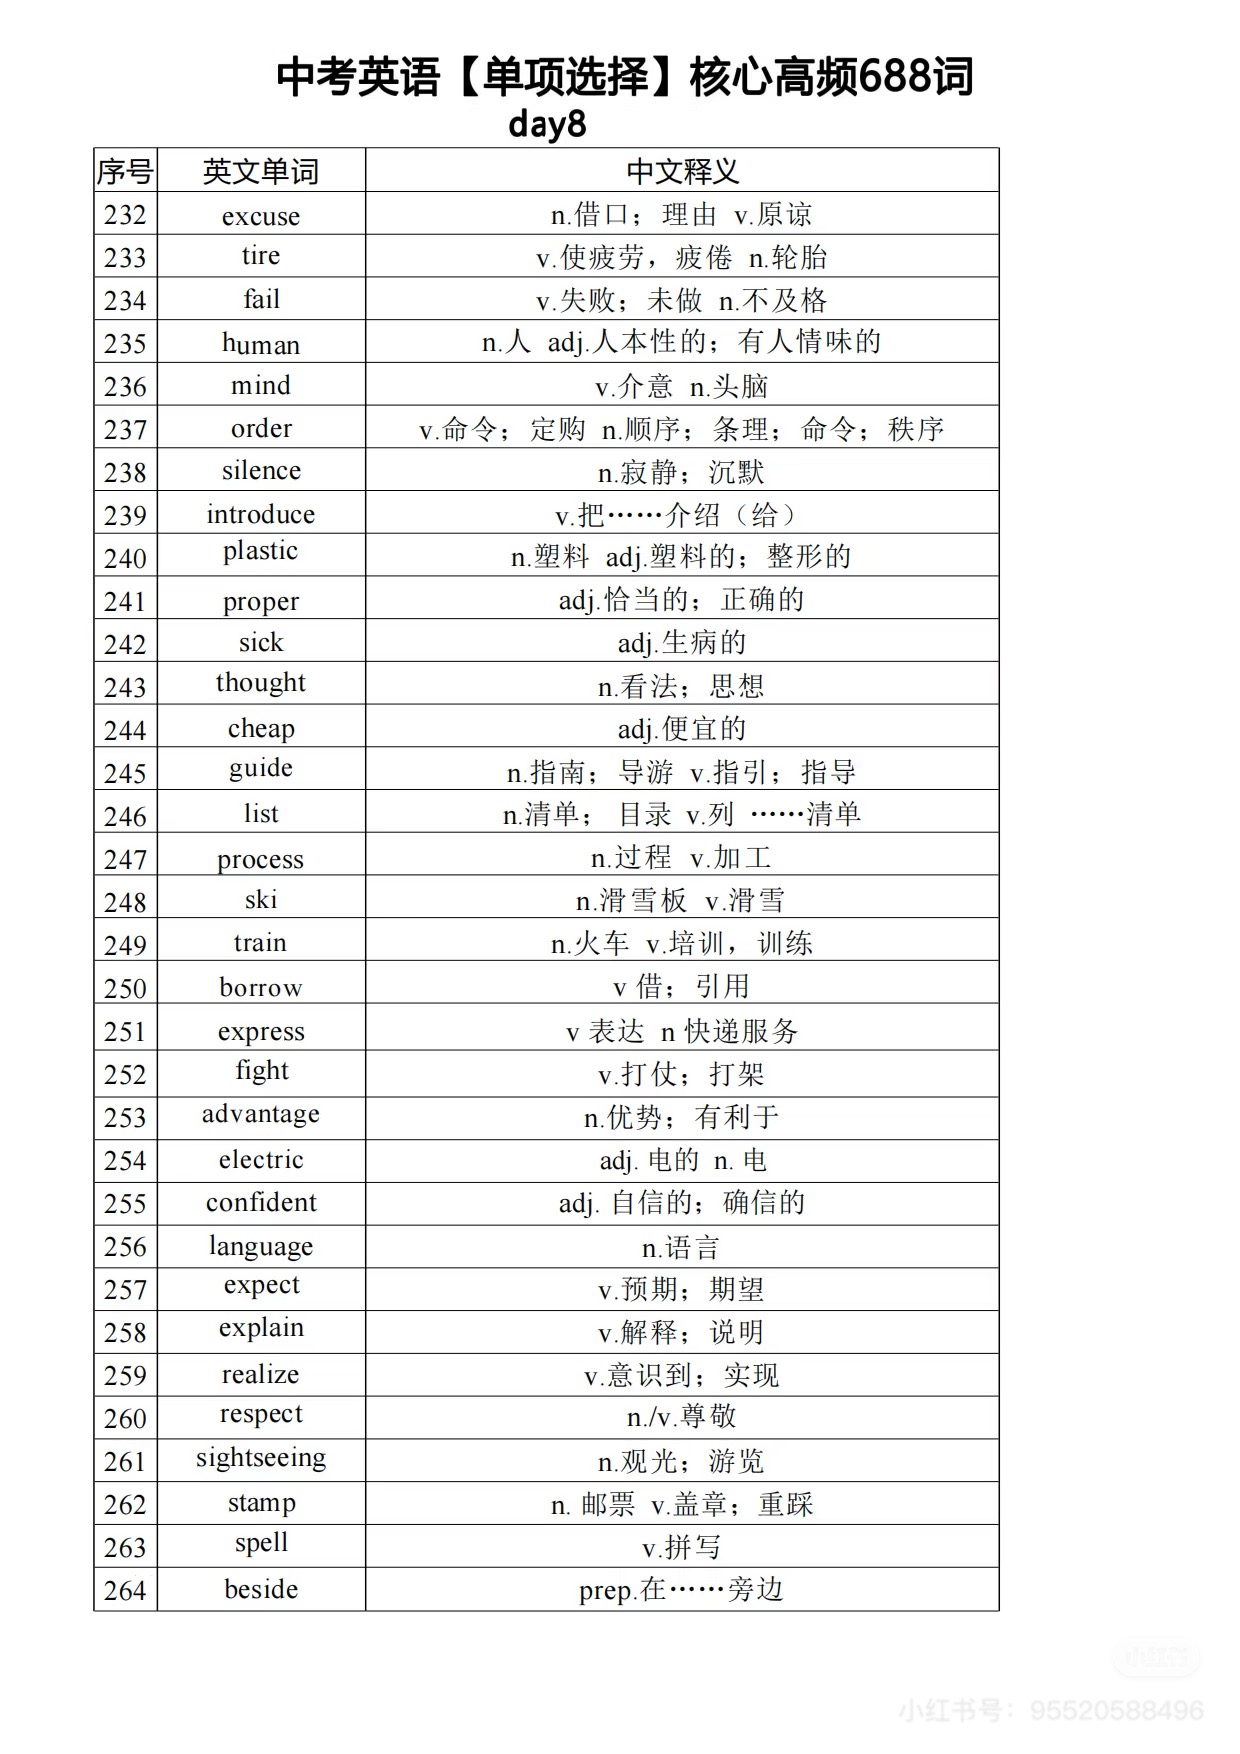 中考英语【单项选择】核心高频688词
day8
序号 英文单词 中文释义
232 excuse n.借口；理由 v.原谅
233 tire v.使疲劳，疲倦 n.轮胎
234 fail v.失败；未做 n.不及格
235 human n.人 adj.人本性的；有人情味的
236 mind v.介意 n.头脑
237 order v.命令；定购 n.顺序；条理；命令；秩序
238 silence n.寂静；沉默
239 introduce v.把……介绍（给）
240 plastic n.塑料 adj.塑料的；整形的
241 proper adj.恰当的；正确的
242 sick adj.生病的
243 thought n.看法；思想
244 cheap adj.便宜的
245 guide n.指南；导游 v.指引；指导
246 list n.清单； 目录 v.列 ……清单
247 process n.过程 v.加工
248 ski n.滑雪板 v.滑雪
249 train n.火车 v.培训，训练
250 borrow v 借；引用
251 express v 表达 n 快递服务
252 fight v.打仗；打架
253 advantage n.优势；有利于
254 electric adj. 电的 n. 电
255 confident adj. 自信的；确信的
256 language n.语言
257 expect v.预期；期望
258 explain v.解释；说明
259 realize v.意识到；实现
260 respect n./v.尊敬
261 sightseeing n.观光；游览
262 stamp n. 邮票 v.盖章；重踩
263 spell v.拼写
264 beside prep.在……旁边
小红书
小红书号：95520588496